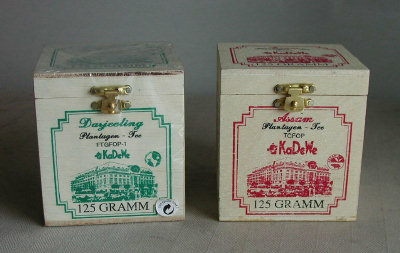 Darjeeling
Plantagen - Tee
FTGFOP-1
KaDeWe
125 GRAMM
Assam
Plantagen - Tee
TGFOP
KaDeWe
125 GRAMM